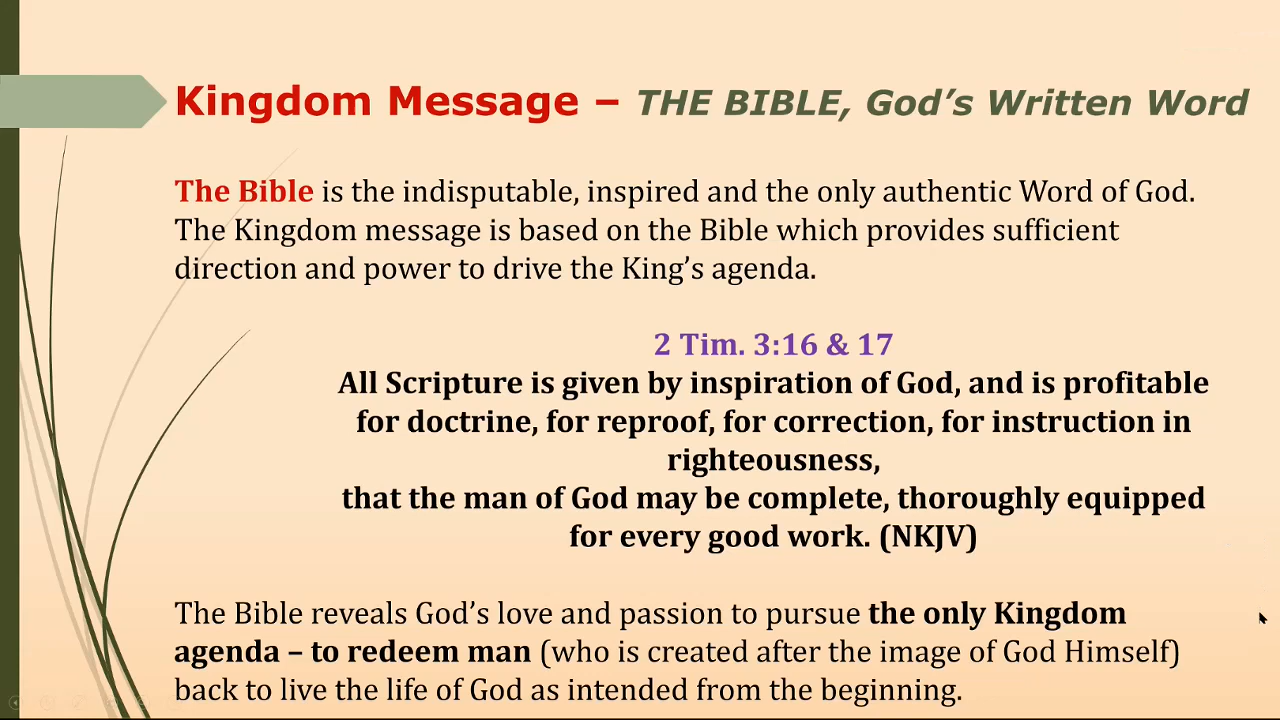 Kingdom Message – THE BIBLE, God’s Written Word
The Bible is the indisputable, inspired and the only authentic Word of God.
The Kingdom message is based on the Bible which provides sufficient
direction and power to drive the King’s agenda.
2 Tim. 3:16 & 17
All Scripture is given by inspiration of God, and is profitable
for doctrine, for reproof, for correction, for instruction in
righteousness,
that the man of God may be complete, thoroughly equipped
for every good work. (NKJV)
The Bible reveals God’s love and passion to pursue the only Kingdom
agenda – to redeem man (who is created after the image of God Himself)
back to live the life of God as intended from the beginning.